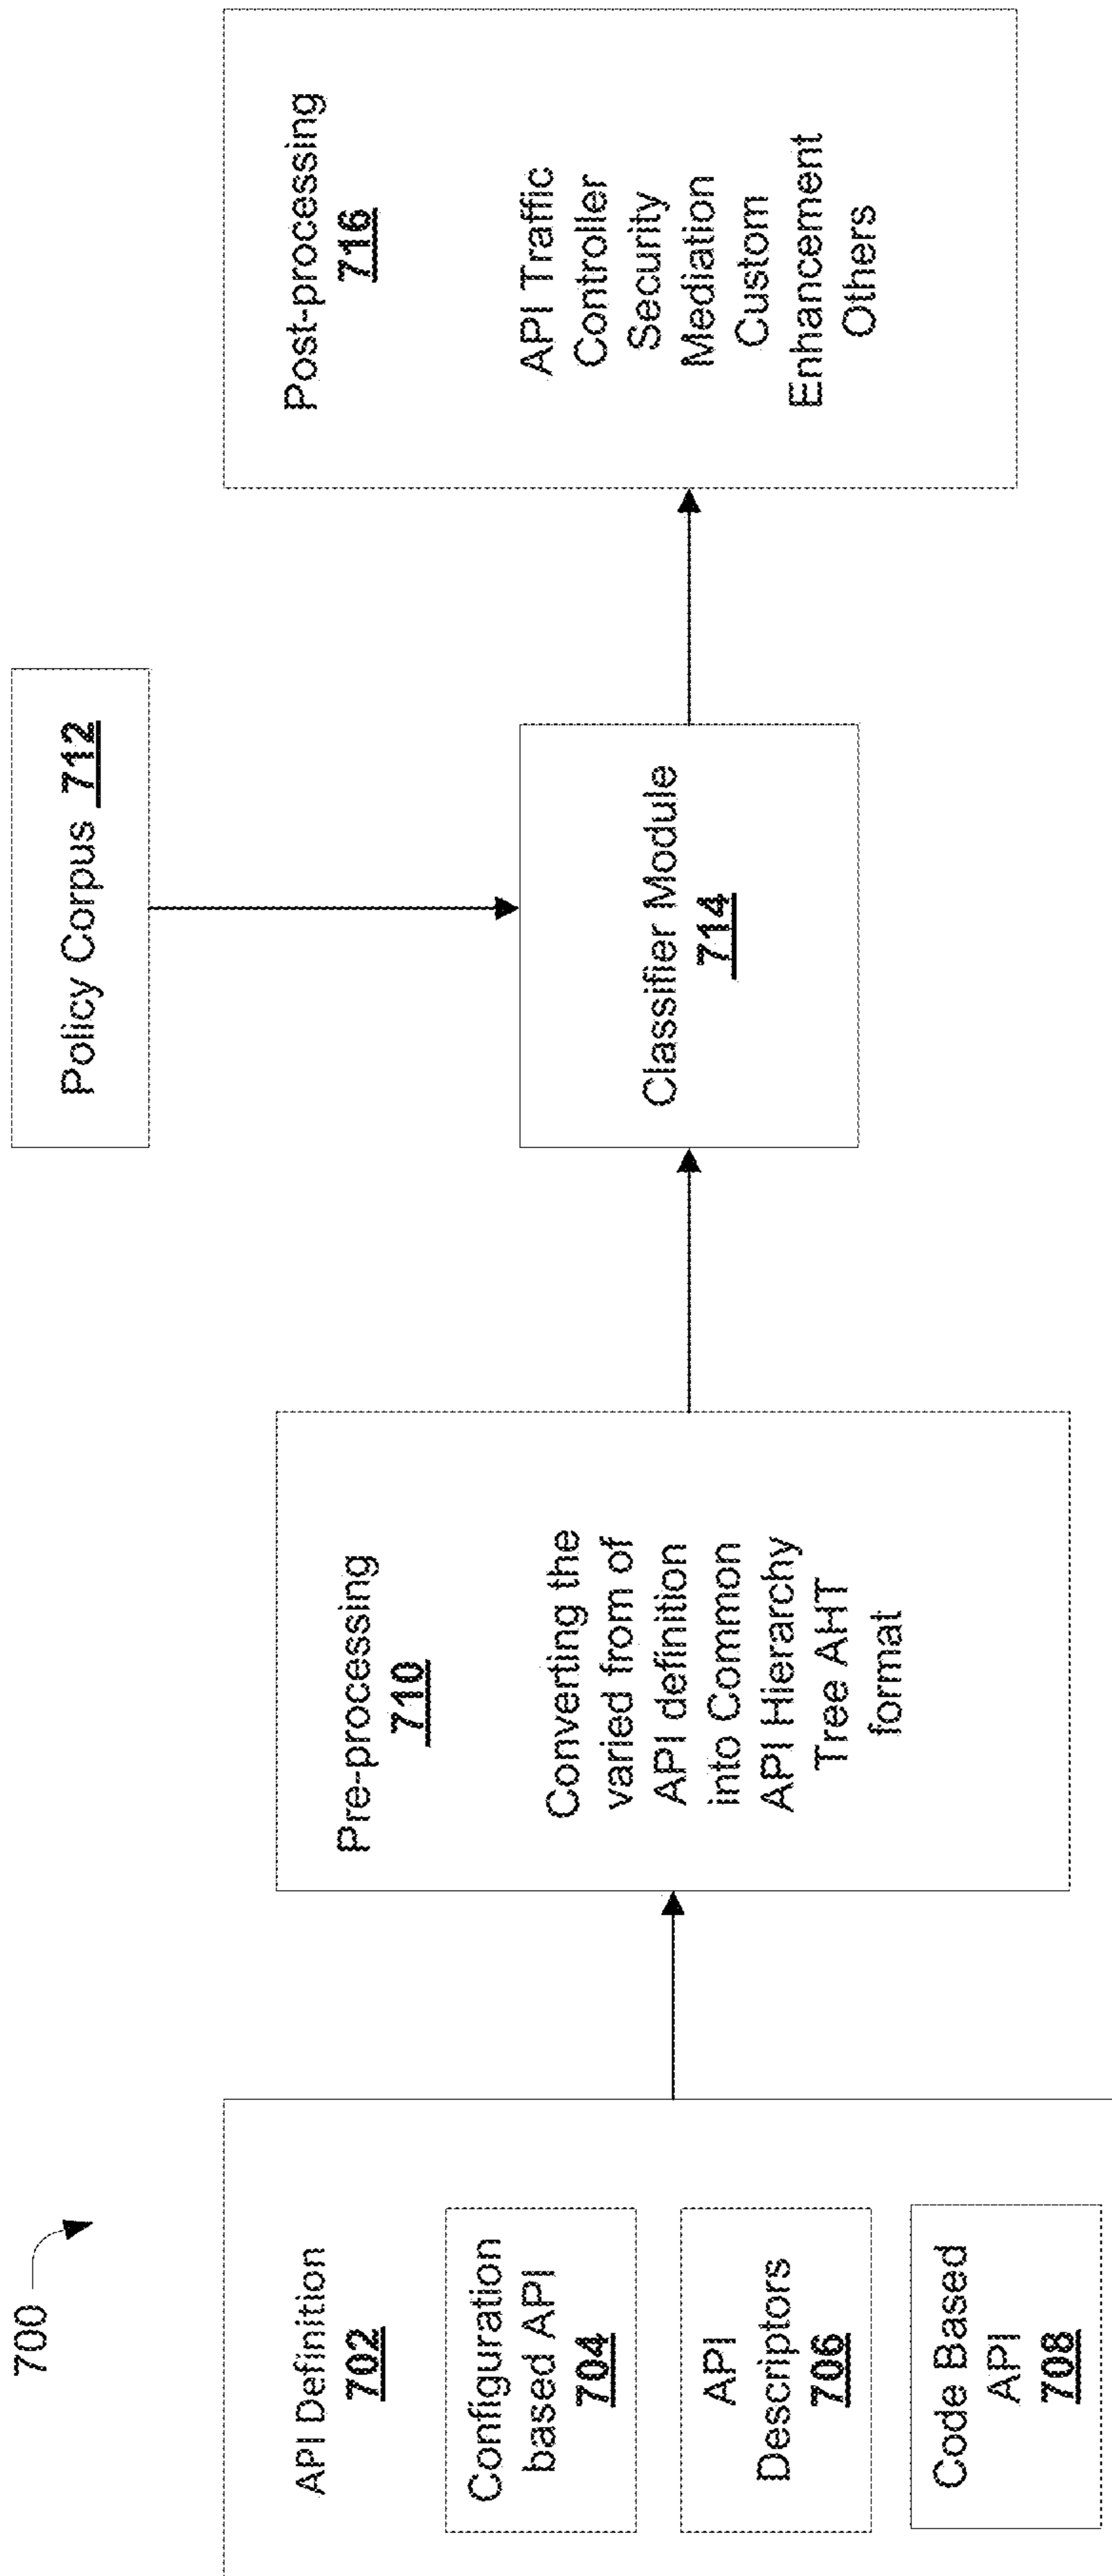 700
API Definition
702
Configuration
based API
704
API
Descriptors
706
Code Based
API
708
Pre-processing
710
Converting the
varied from of
API definition
into Common
API Hierarchy
Tree AHT
format
Policy Corpus 712
Classifier Module
714
Post-processing
716
API Traffic
Controller
Security
Mediation
Custom
Enhancement
Others